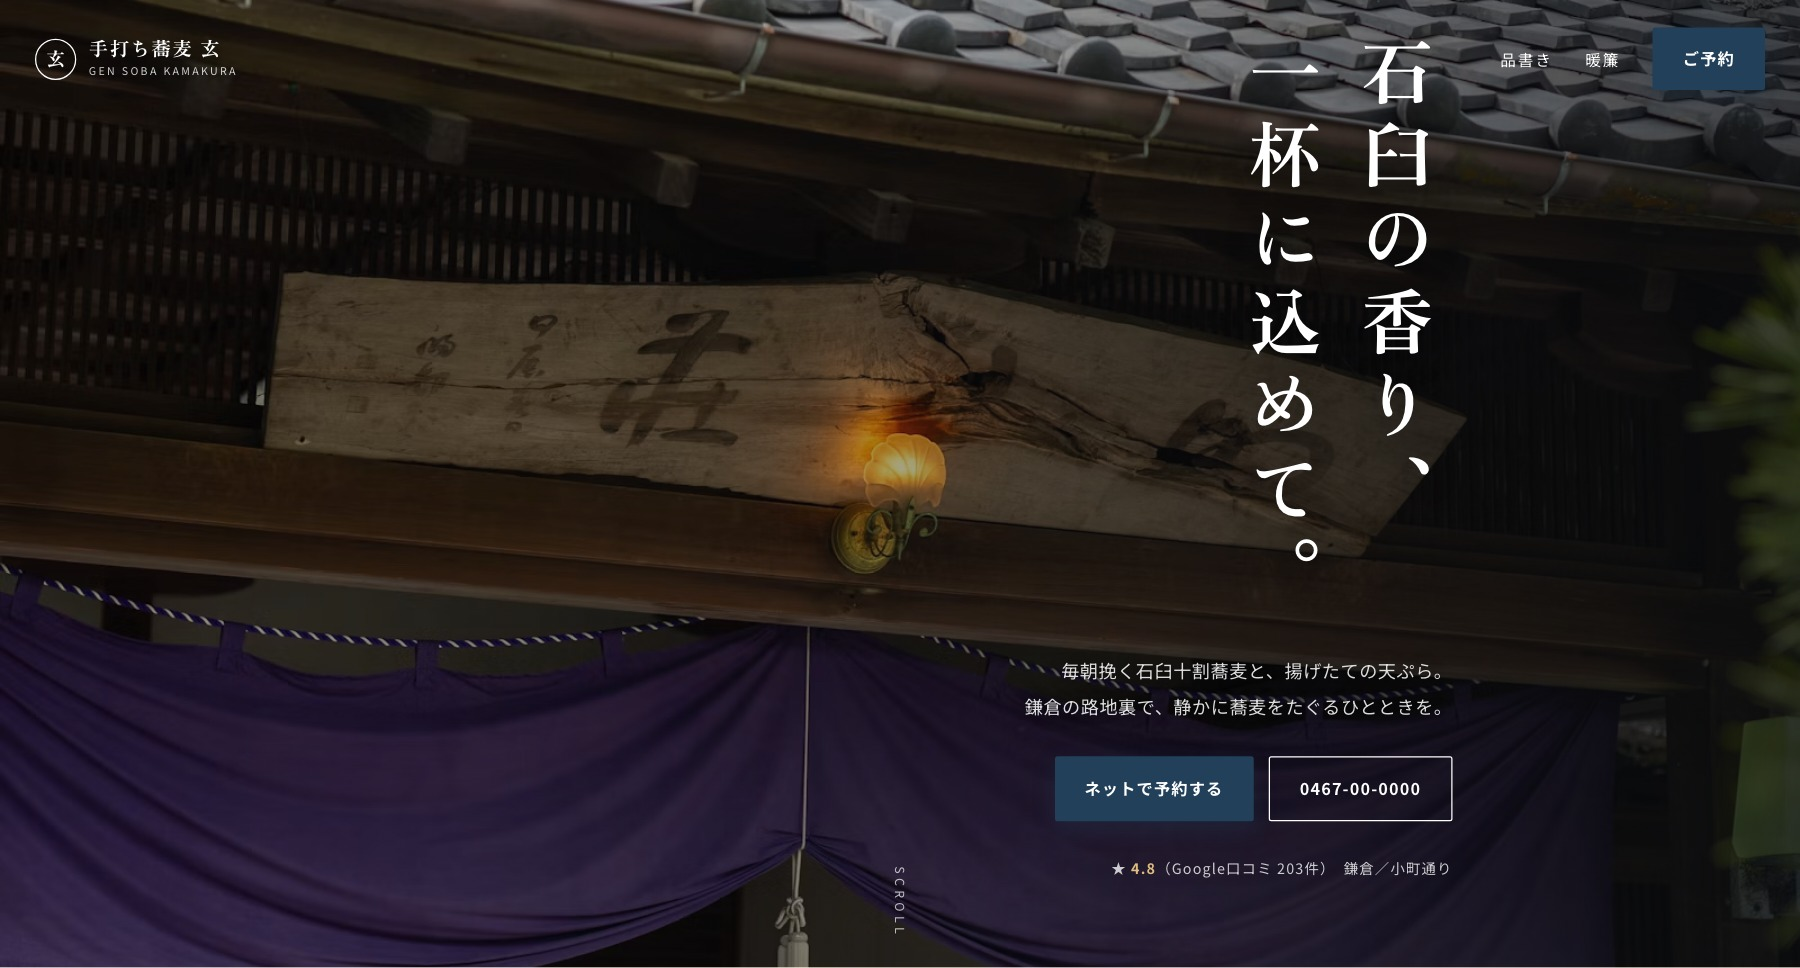 玄
手打ち蕎麦 玄
GEN SOBA KAMAKURA
品書き
暖簾
ご予約
石臼の香り、
一杯に込めて。
荘
毎朝挽く石臼十割蕎麦と、揚げたての天ぷら。
鎌倉の路地裏で、静かに蕎麦をたぐるひとときを。
ネットで予約する
0467-00-0000
★ 4.8（Google口コミ 203件） 鎌倉／小町通り
SCROLL